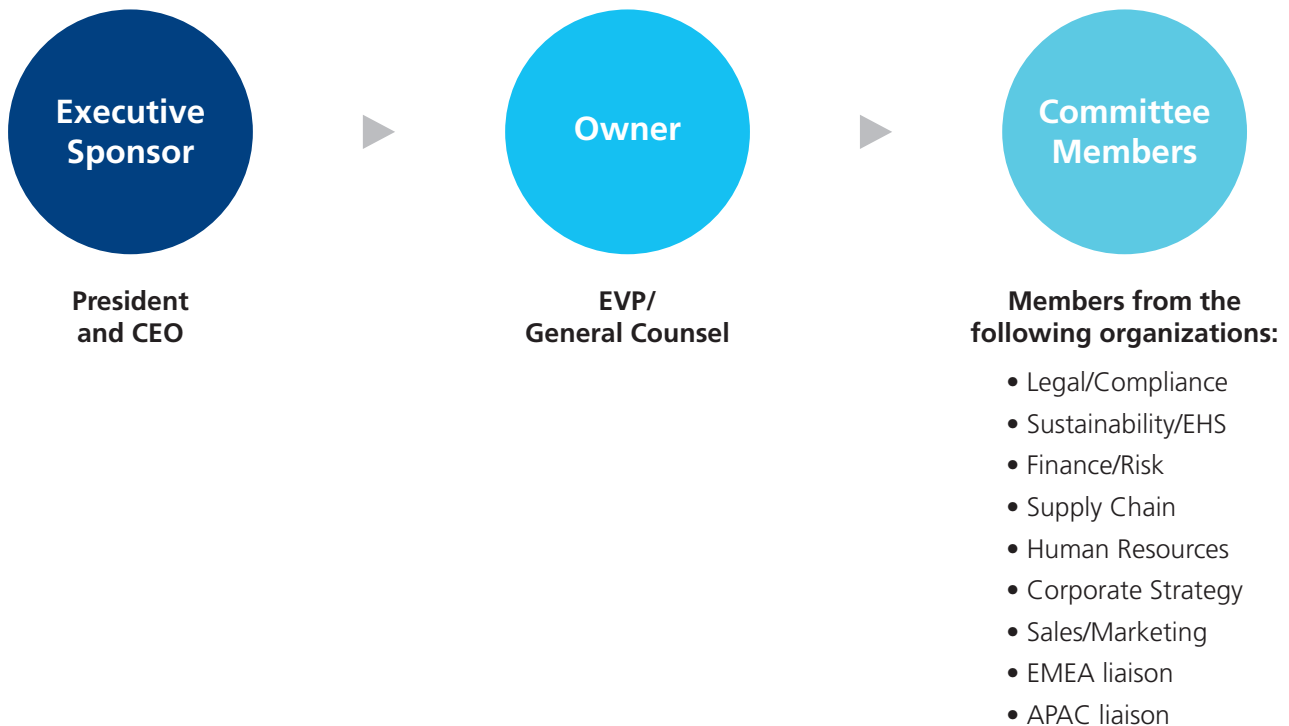 Executive
Sponsor
President
and CEO
Owner
EVP/
General Counsel
Committee
Members
Members from the
following organizations:
• Legal/Compliance
• Sustainability/EHS
• Finance/Risk
• Supply Chain
• Human Resources
• Corporate Strategy
• Sales/Marketing
• EMEA liaison
• APAC liaison